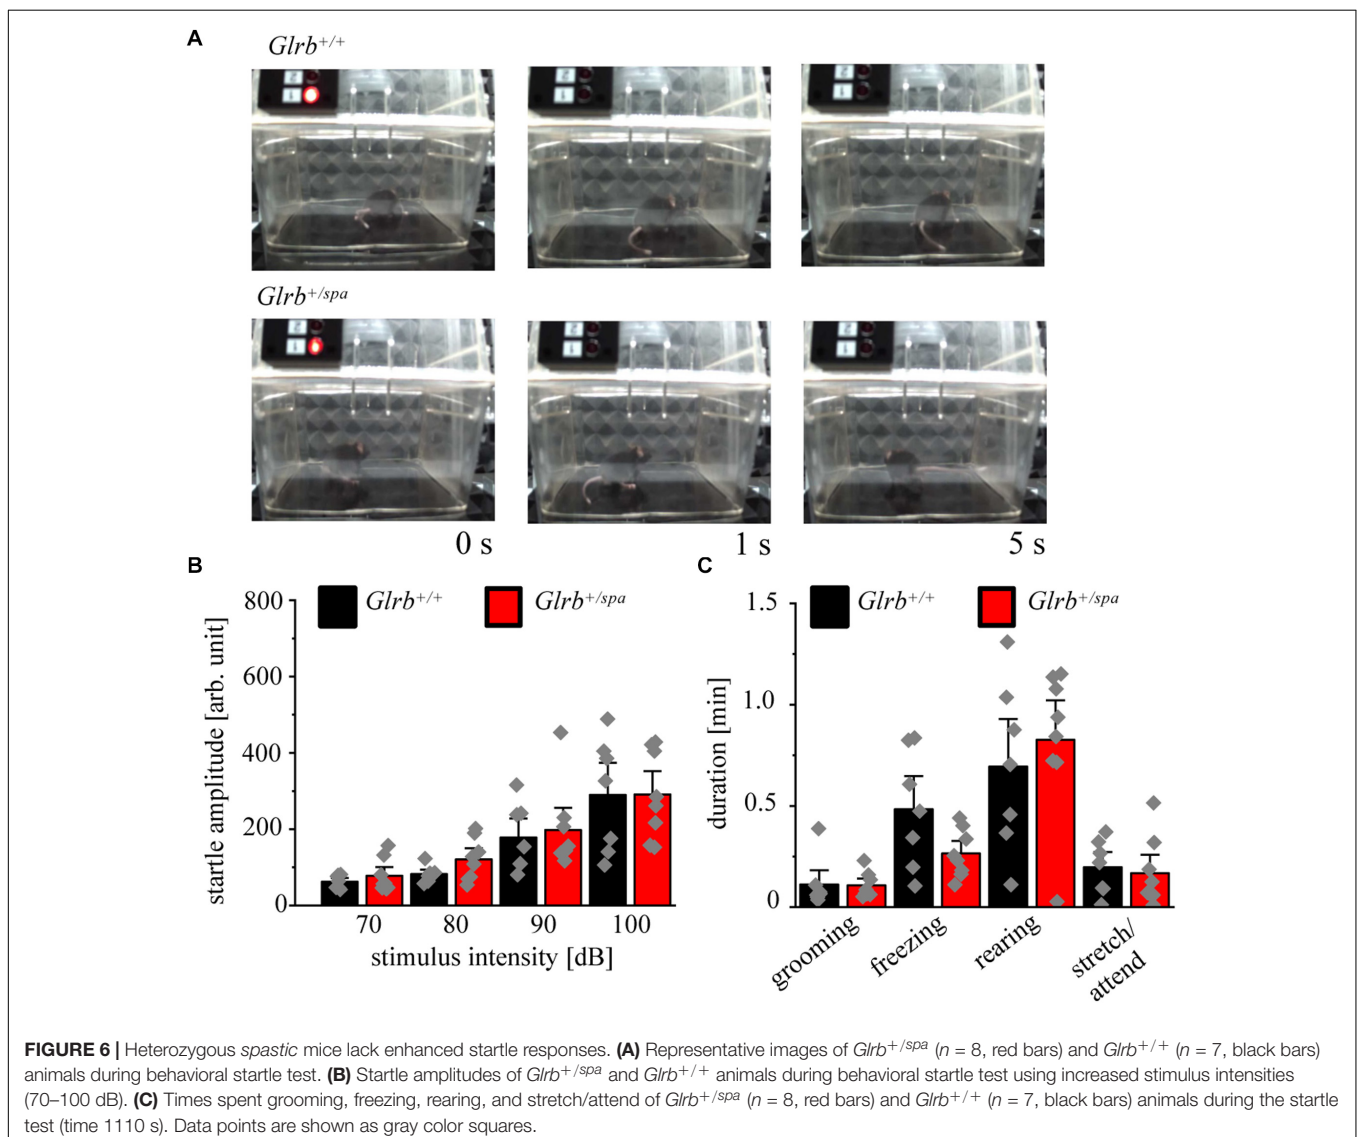 A
Glrb+/+
Glrb+/spa
0 s
1 s
5 s
B
Glrb+/+
Glrb+/spa
startle amplitude [arb. unit]
800
600
400
200
0
70
80
90
100
stimulus intensity [dB]
C
Glrb+/+
Glrb+/spa
duration [min]
1.5
1.0
0.5
0
grooming
freezing
rearing
stretch/
attend
FIGURE 6 | Heterozygous spastic mice lack enhanced startle responses. (A) Representative images of Glrb+/spa (n = 8, red bars) and Glrb+/+ (n = 7, black bars)
animals during behavioral startle test. (B) Startle amplitudes of Glrb+/spa and Glrb+/+ animals during behavioral startle test using increased stimulus intensities
(70–100 dB). (C) Times spent grooming, freezing, rearing, and stretch/attend of Glrb+/spa (n = 8, red bars) and Glrb+/+ (n = 7, black bars) animals during the startle
test (time 1110 s). Data points are shown as gray color squares.